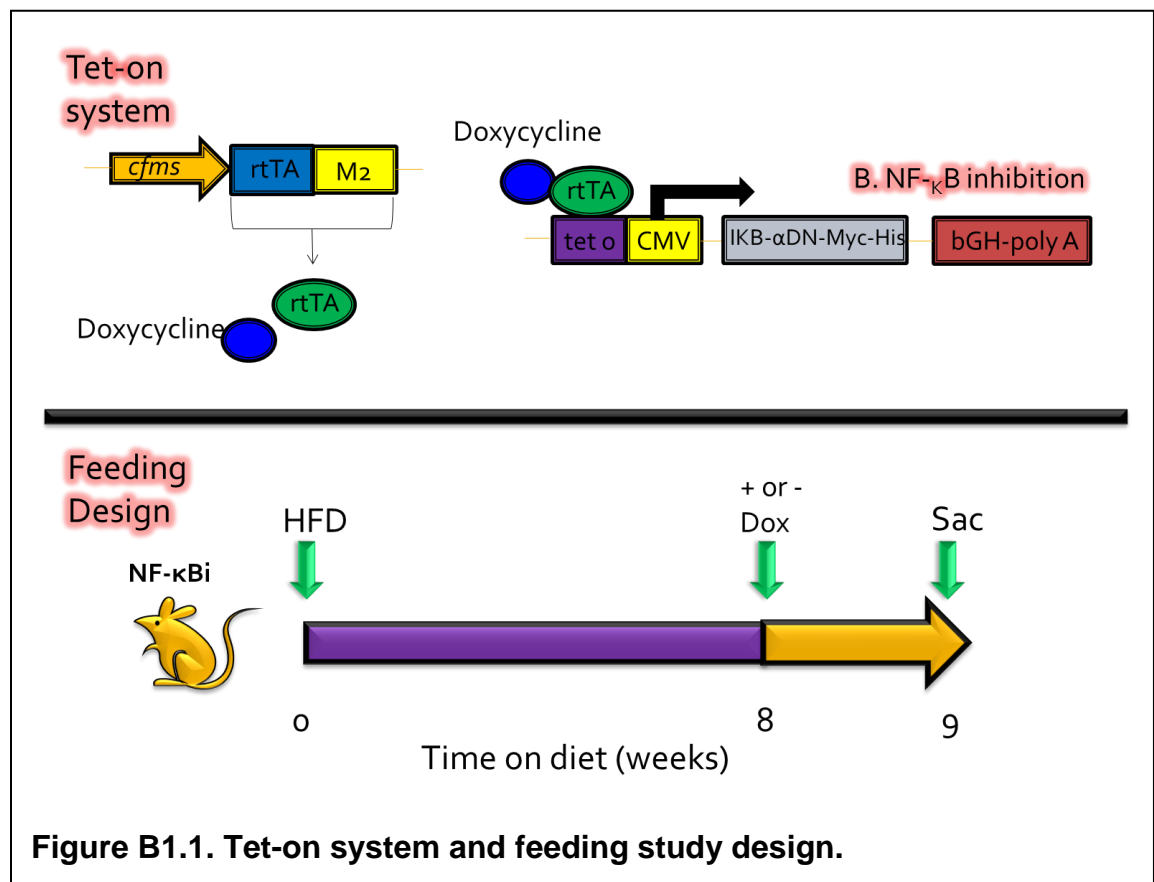 Tet-on
system
cfms
rtTA
M2
rtTA
Doxycycline
Doxycycline
rtTA
B. NF-κB inhibition
tet o
CMV
IKB-αDN-Myc-His
bGH-poly A
Feeding
Design
NF-κBi
HFD
+ or -
Dox
Sac
0
8
9
Time on diet (weeks)
Figure B1.1. Tet-on system and feeding study design.